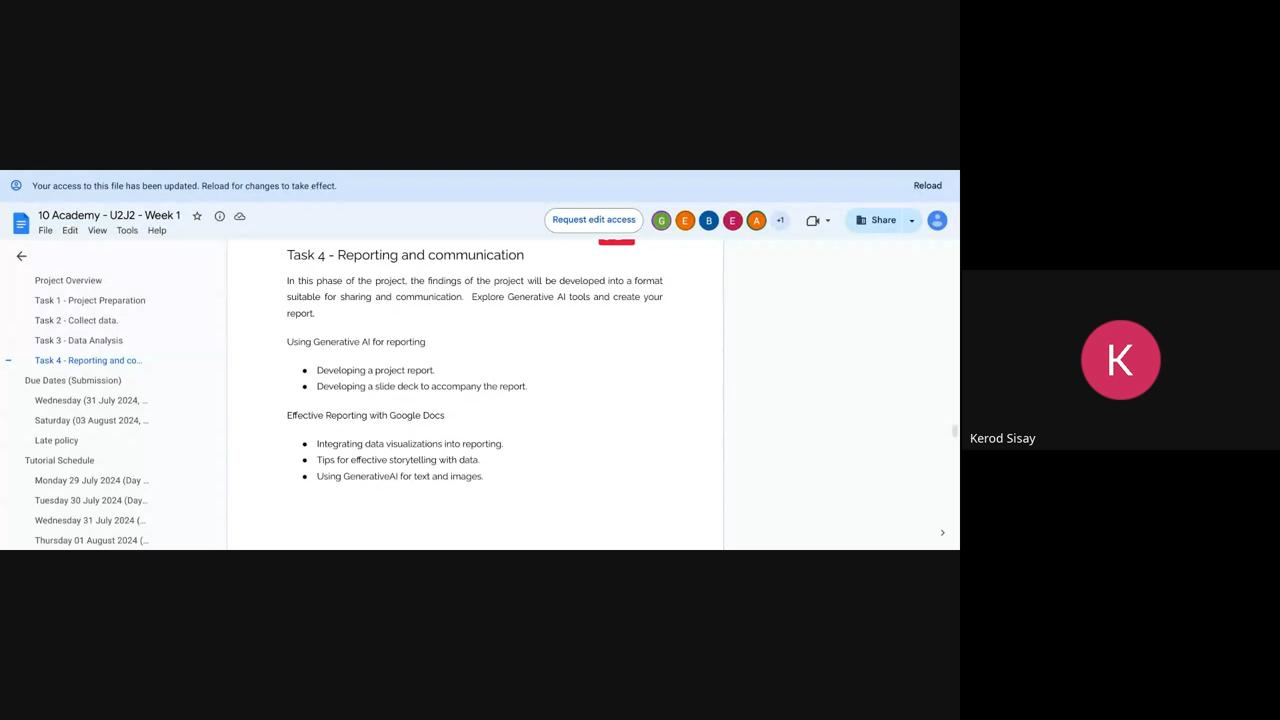 Your access to this file has been updated. Reload for changes to take effect.
Reload
10 Academy - U2J2 - Week 1
File Edit View Tools Help
Request edit access
G E B E A +1
Share
Project Overview
Task 1 - Project Preparation
Task 2 - Collect data.
Task 3 - Data Analysis
Task 4 - Reporting and co...
Due Dates (Submission)
Wednesday (31 July 2024, ...
Saturday (03 August 2024, ...
Late policy
Tutorial Schedule
Monday 29 July 2024 (Day ...
Tuesday 30 July 2024 (Day...
Wednesday 31 July 2024 (...
Thursday 01 August 2024 (...
Task 4 - Reporting and communication
In this phase of the project, the findings of the project will be developed into a format
suitable for sharing and communication. Explore Generative AI tools and create your
report.
Using Generative AI for reporting
● Developing a project report.
● Developing a slide deck to accompany the report.
Effective Reporting with Google Docs
● Integrating data visualizations into reporting.
● Tips for effective storytelling with data.
● Using GenerativeAI for text and images.
K
Kerod Sisay